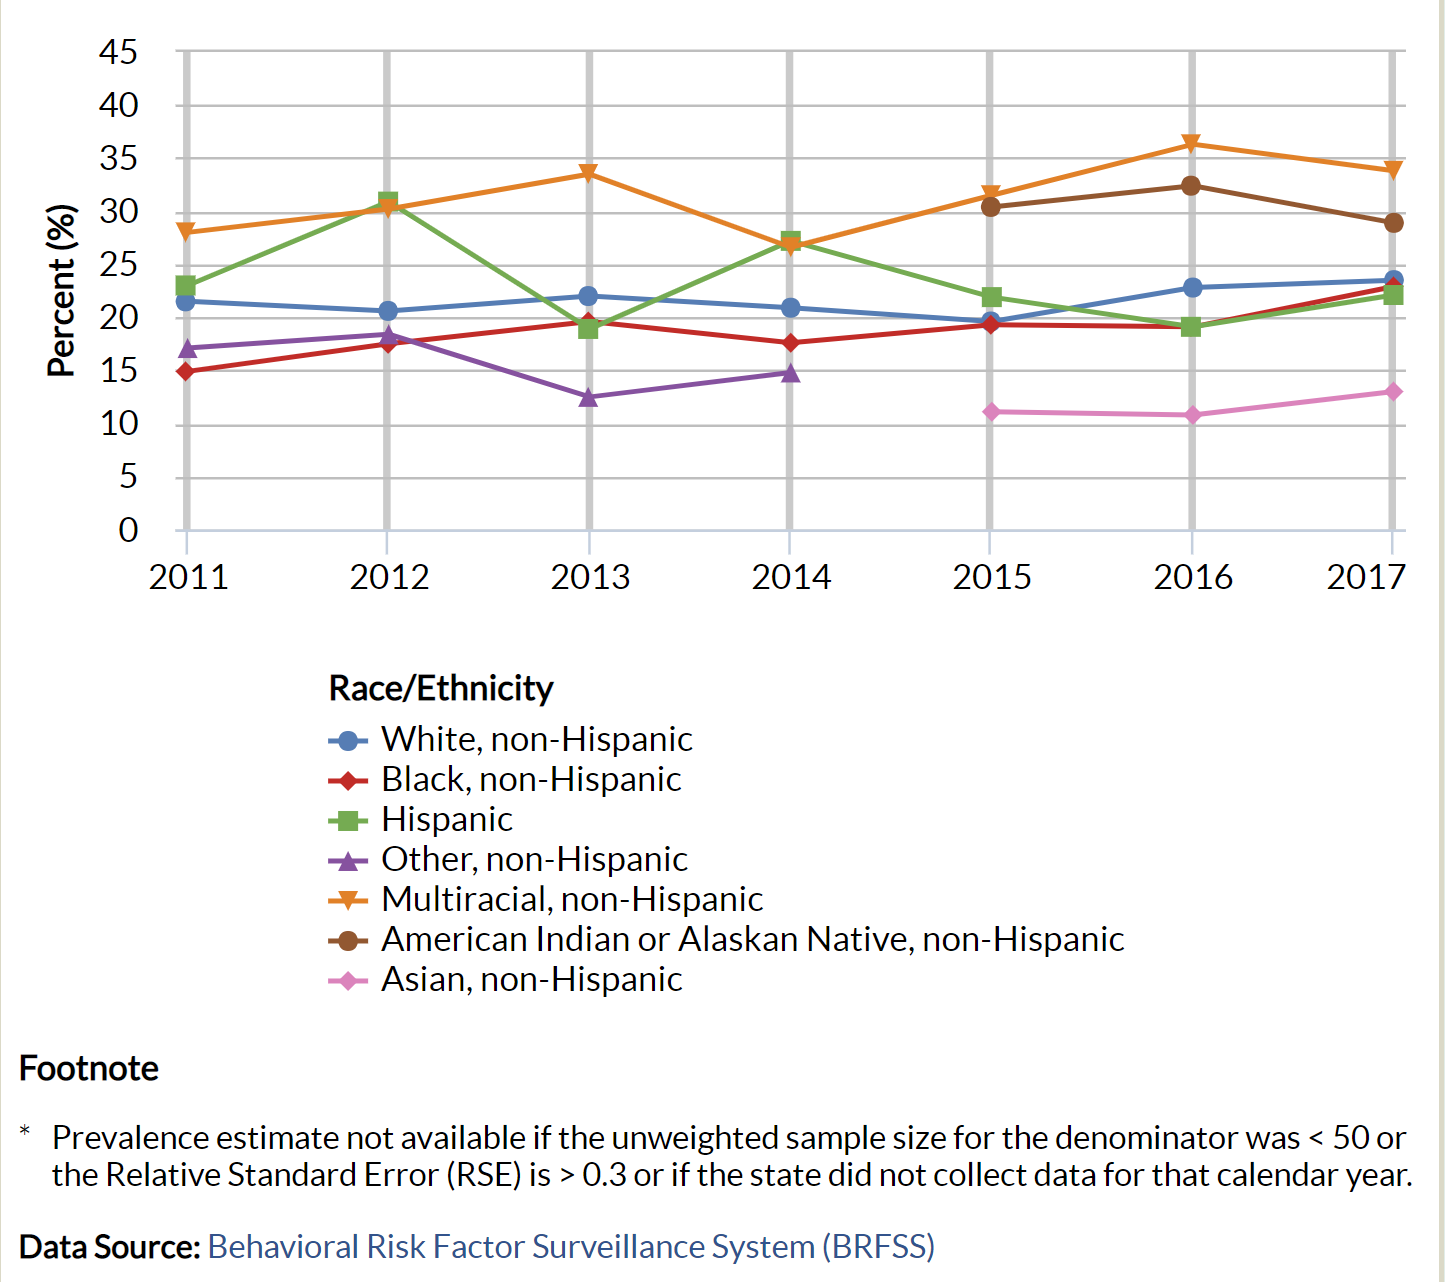 45
40
35
30
25
20
15
10
5
0
Percent (%)
2011 2012 2013 2014 2015 2016 2017
Race/Ethnicity
White, non-Hispanic
Black, non-Hispanic
Hispanic
Other, non-Hispanic
Multiracial, non-Hispanic
American Indian or Alaskan Native, non-Hispanic
Asian, non-Hispanic
Footnote
* Prevalence estimate not available if the unweighted sample size for the denominator was < 50 or
the Relative Standard Error (RSE) is > 0.3 or if the state did not collect data for that calendar year.
Data Source: Behavioral Risk Factor Surveillance System (BRFSS)